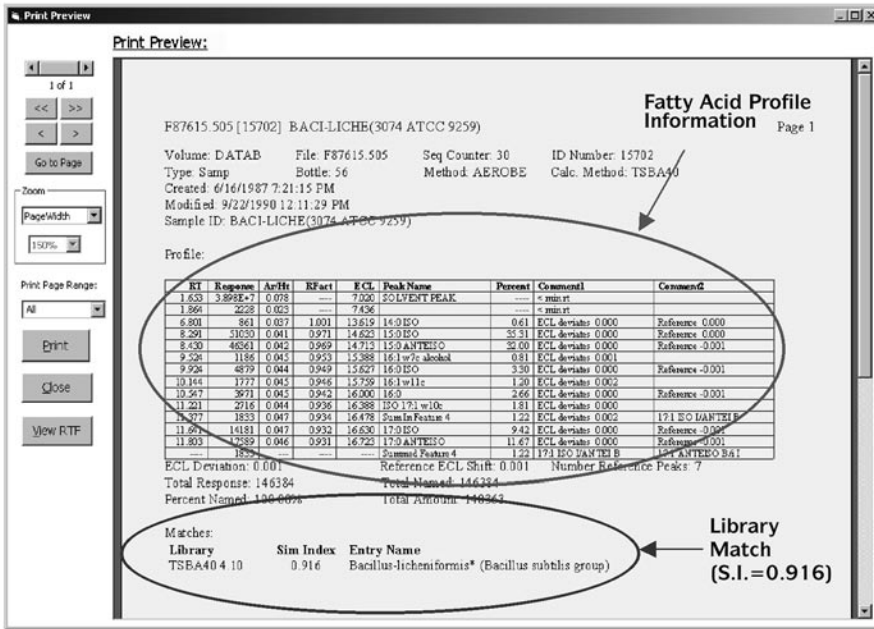 Print Preview
Print Preview:
1 of 1
<< >>
< >
Go to Page
Zoom
PageWidth
150%
Print Page Range:
All
Print
Close
View RTF
Fatty Acid Profile
Information
F87615.505 [15702] BACI-LICHE(3074 ATCC 9259) Page 1
Volume: DATAB File: F87615.505 Seq Counter: 30 ID Number: 15702
Type: Samp Bottle: 56 Method: AEROBE Calc. Method: TSBA40
Created: 6/16/1987 7:21:15 PM
Modified: 9/22/1990 12:11:29 PM
Sample ID: BACI-LICHE(3074 ATCC 9259)
Profile:
RT Response Ar/Ht RFact ECL Peak Name Percent Comment1 Comment2
1.653 3.898E+7 0.078 ---- 7.020 SOLVENT PEAK ---- < min rt
1.864 2228 0.023 ---- 7.436 ---- < min rt
6.801 861 0.037 1.001 13.619 14:0 ISO 0.61 ECL deviates 0.000 Reference 0.000
8.291 51030 0.041 0.971 14.623 15:0 ISO 35.31 ECL deviates 0.000 Reference 0.000
8.430 46361 0.042 0.969 14.713 15:0 ANTEISO 32.00 ECL deviates 0.000 Reference -0.001
9.524 1186 0.045 0.953 15.388 16:1 w7c alcohol 0.81 ECL deviates 0.001
9.924 4879 0.044 0.949 15.627 16:0 ISO 3.30 ECL deviates 0.000 Reference -0.001
10.144 1777 0.045 0.946 15.759 16:1 w11c 1.20 ECL deviates 0.002
10.547 3971 0.045 0.942 16.000 16:0 2.66 ECL deviates 0.000 Reference -0.001
11.221 2716 0.044 0.936 16.388 ISO 17:1 w10c 1.81 ECL deviates 0.000
1833 0.047 0.934 16.478 Sum In Feature 4 1.22 ECL deviates 0.002 17:1 ISO I/ANTEI B
14181 0.047 0.932 16.630 17:0 ISO 9.42 ECL deviates 0.000 Reference -0.001
11.803 17589 0.046 0.931 16.723 17:0 ANTEISO 11.67 ECL deviates 0.000 Reference -0.001
---- 1833 ---- ---- ---- Summed Feature 4 1.22 17:1 ISO I/ANTEI B 17:1 ANTEISO B/i I
ECL Deviation: 0.001 Reference ECL Shift: 0.001 Number Reference Peaks: 7
Total Response: 146384 Total Named: 146384
Percent Named: 100.00% Total Amount:
Matches:
Library Sim Index Entry Name
TSBA40 4.10 0.916 Bacillus-licheniformis* (Bacillus subtilis group)
Library
Match
(S.I.=0.916)